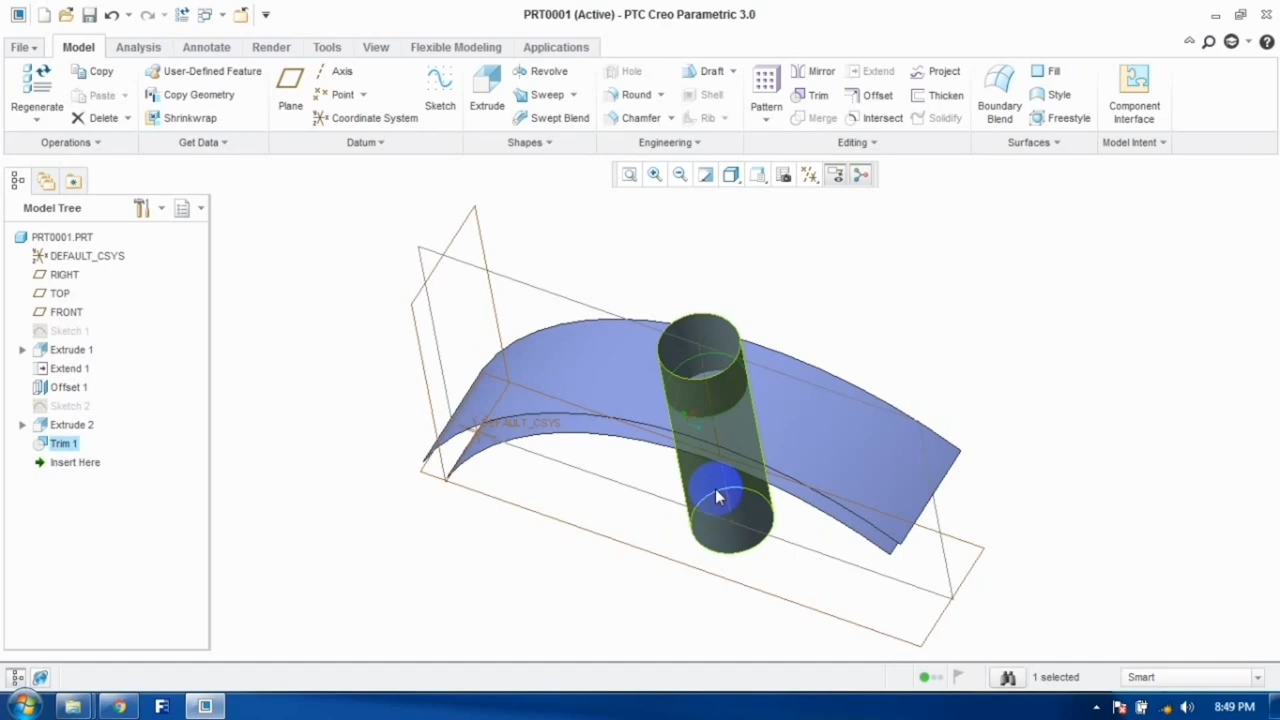 PRT0001 (Active) - PTC Creo Parametric 3.0
File Model Analysis Annotate Render Tools View Flexible Modeling Applications
Regenerate
Copy
Paste
Delete
Operations
User-Defined Feature
Copy Geometry
Shrinkwrap
Get Data
Plane
Axis
Point
Coordinate System
Sketch
Datum
Extrude
Revolve
Sweep
Swept Blend
Shapes
Hole
Round
Chamfer
Draft
Shell
Rib
Engineering
Pattern
Mirror
Trim
Merge
Extend
Offset
Intersect
Project
Thicken
Solidify
Editing
Boundary
Blend
Fill
Style
Freestyle
Surfaces
Component
Interface
Model Intent
Model Tree
PRT0001.PRT
DEFAULT_CSYS
RIGHT
TOP
FRONT
Sketch 1
Extrude 1
Extend 1
Offset 1
Sketch 2
Extrude 2
Trim 1
Insert Here
DEFAULT_CSYS
1 selected
Smart
8:49 PM